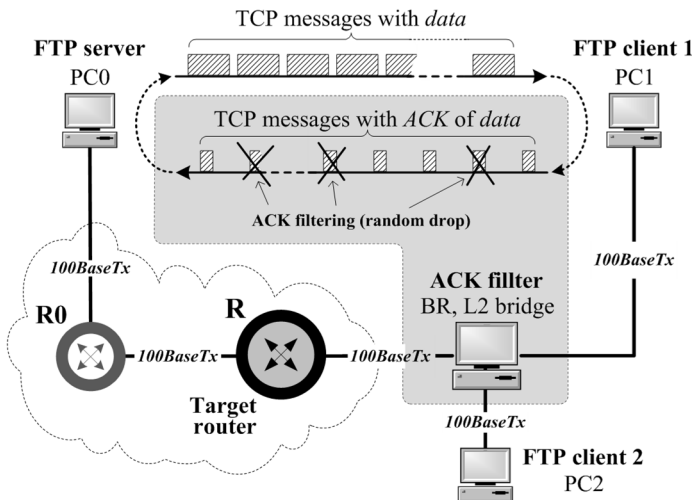 TCP messages with data
FTP server
PC0
FTP client 1
PC1
TCP messages with ACK of data
ACK filtering (random drop)
100BaseTx
100BaseTx
ACK fillter
BR, L2 bridge
R0
R
100BaseTx
100BaseTx
Target
router
100BaseTx
FTP client 2
PC2